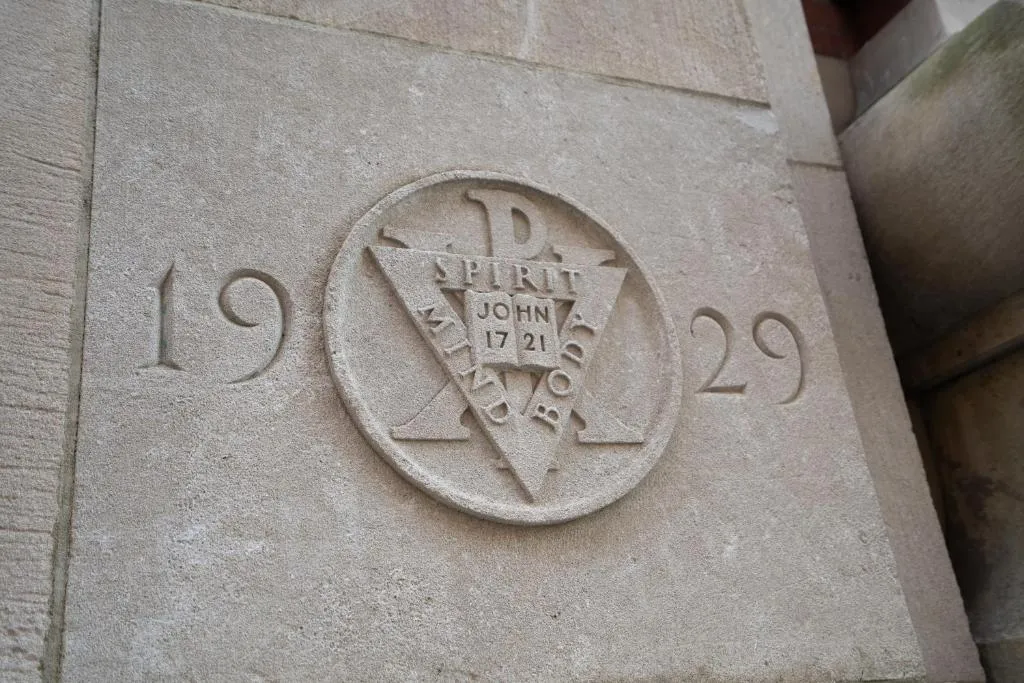 19
29
P
SPIRIT
MIND
BODY
JOHN
17 21